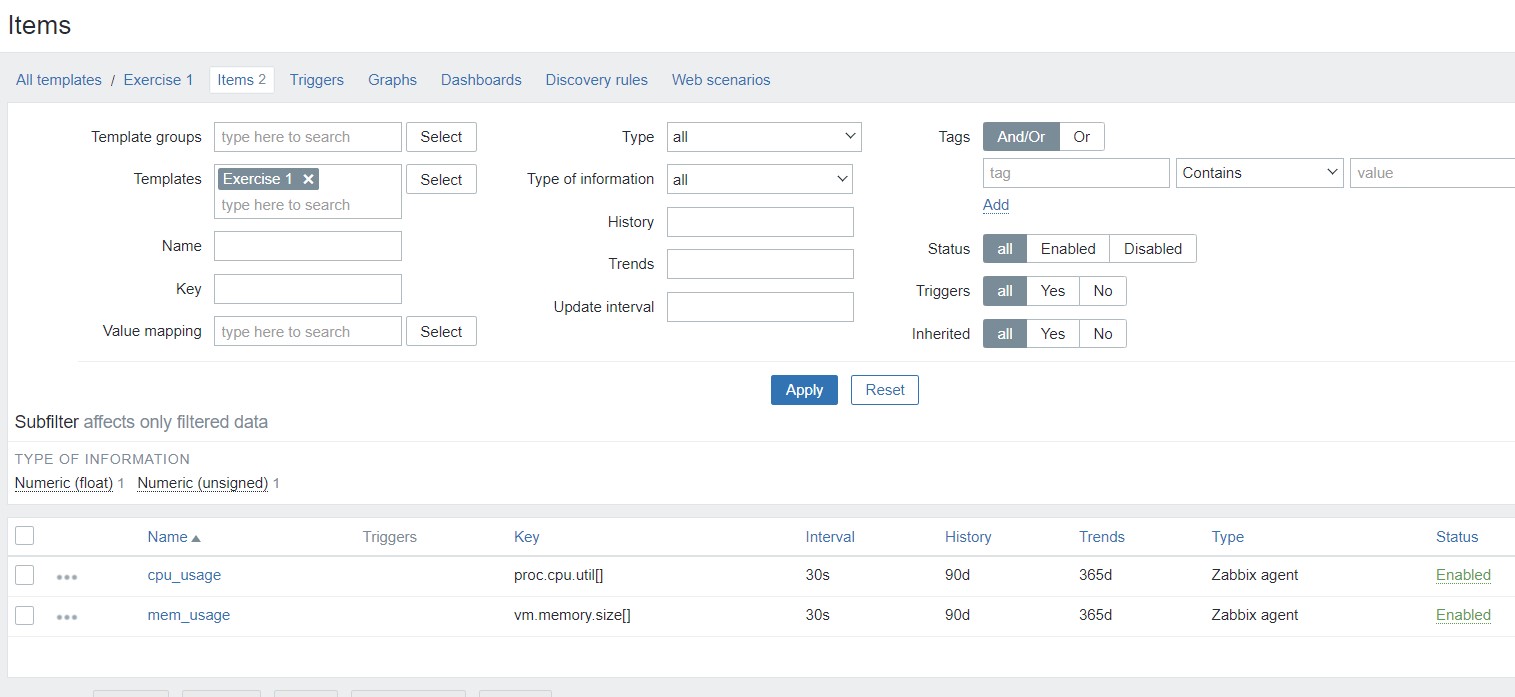 Items
All templates / Exercise 1 Items 2 Triggers Graphs Dashboards Discovery rules Web scenarios
Template groups type here to search Select Type all Tags And/Or Or
Templates Exercise 1 × type here to search Select Type of information all tag Contains value
History Add
Name Trends Status all Enabled Disabled
Key Update interval Triggers all Yes No
Value mapping type here to search Select Inherited all Yes No
Apply Reset
Subfilter affects only filtered data
TYPE OF INFORMATION
Numeric (float) 1 Numeric (unsigned) 1
Name Triggers Key Interval History Trends Type Status
cpu_usage proc.cpu.util[] 30s 90d 365d Zabbix agent Enabled
mem_usage vm.memory.size[] 30s 90d 365d Zabbix agent Enabled